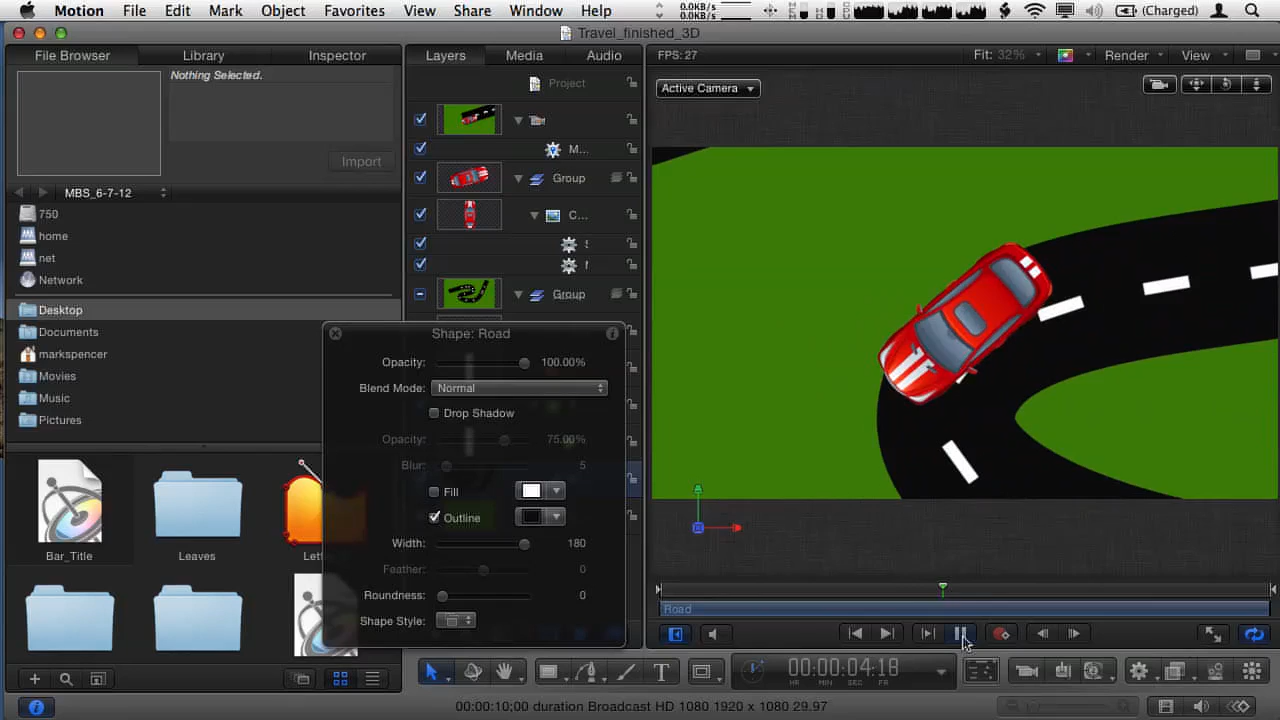 Motion File Edit Mark Object Favorites View Share Window Help 0.0KB/s 0.0KB/s (Charged)
Travel_finished_3D
File Browser Library Inspector Layers Media Audio FPS:27 Fit: 32% Render View
Nothing Selected.
Project
Active Camera
M...
Import
Group
MBS_6-7-12
750
C...
home
net
Network
Group
Desktop
Documents
markspencer
Movies
Music
Pictures
Shape: Road
Opacity: 100.00%
Blend Mode: Normal
Drop Shadow
Opacity: 75.00%
Blur: 5
Fill
Outline
Width: 180
Feather: 0
Roundness: 0
Shape Style:
Bar_Title Leaves Lett
Road
T 00:00:04:18
HR MIN SEC FR
00:00:10;00 duration Broadcast HD 1080 1920 x 1080 29.97